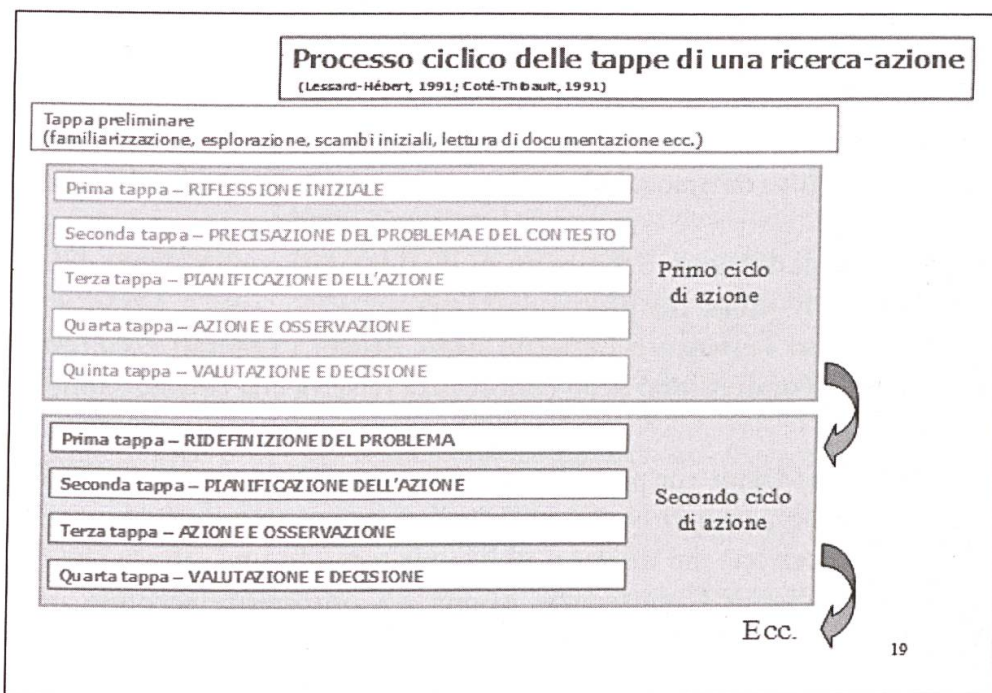 Processo ciclico delle tappe di una ricerca-azione
(Lessard-Hébert, 1991; Coté-Thibault, 1991)
Tappa preliminare
(familiarizzazione, esplorazione, scambi iniziali, lettura di documentazione ecc.)
Prima tappa – RIFLESSIONE INIZIALE
Seconda tappa – PRECISAZIONE DEL PROBLEMA E DEL CONTESTO
Terza tappa – PIANIFICAZIONE DELL'AZIONE
Quarta tappa – AZIONE E OSSERVAZIONE
Quinta tappa – VALUTAZIONE E DECISIONE
Primo ciclo
di azione
Prima tappa – RIDEFINIZIONE DEL PROBLEMA
Seconda tappa – PIANIFICAZIONE DELL'AZIONE
Terza tappa – AZIONE E OSSERVAZIONE
Quarta tappa – VALUTAZIONE E DECISIONE
Secondo ciclo
di azione
Ecc.
19